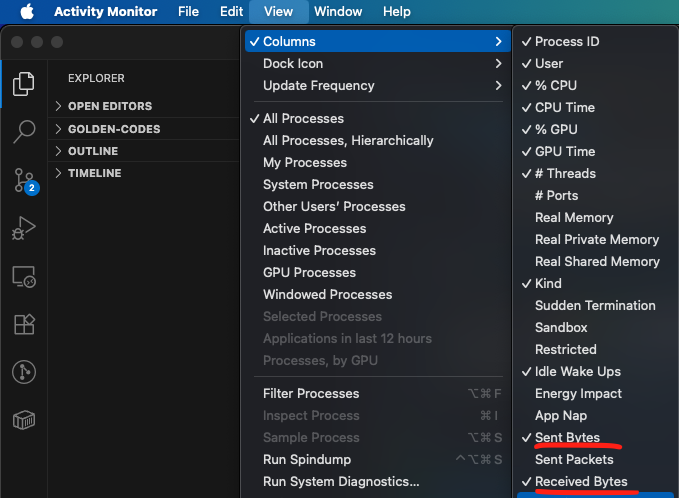 Activity Monitor File Edit View Window Help
EXPLORER
OPEN EDITORS
GOLDEN-CODES
OUTLINE
TIMELINE
2
Columns
Dock Icon
Update Frequency
All Processes
All Processes, Hierarchically
My Processes
System Processes
Other Users' Processes
Active Processes
Inactive Processes
GPU Processes
Windowed Processes
Selected Processes
Applications in last 12 hours
Processes, by GPU
Filter Processes ⌥⌘F
Inspect Process ⌘I
Sample Process ⌥⌘S
Run Spindump ^⌥⌘S
Run System Diagnostics...
Process ID
User
% CPU
CPU Time
% GPU
GPU Time
# Threads
# Ports
Real Memory
Real Private Memory
Real Shared Memory
Kind
Sudden Termination
Sandbox
Restricted
Idle Wake Ups
Energy Impact
App Nap
Sent Bytes
Sent Packets
Received Bytes